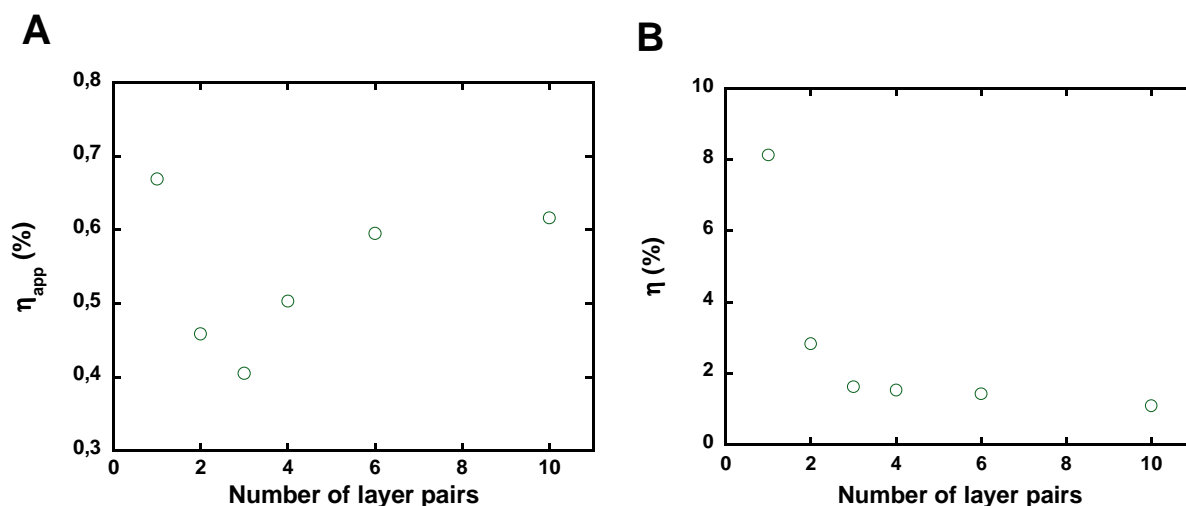 A
0,8
0,7
0,6
0,5
0,4
0,3
ηapp (%)
0 2 4 6 8 10
Number of layer pairs
B
10
8
6
4
2
0
η (%)
0 2 4 6 8 10
Number of layer pairs